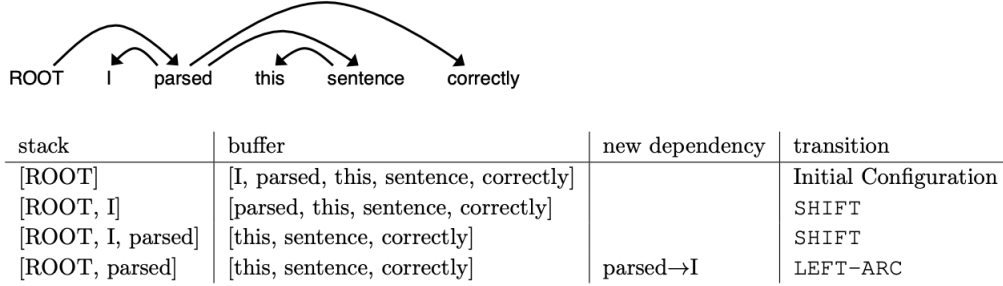 ROOT I parsed this sentence correctly
stack buffer new dependency transition
[ROOT] [I, parsed, this, sentence, correctly] Initial Configuration
[ROOT, I] [parsed, this, sentence, correctly] SHIFT
[ROOT, I, parsed] [this, sentence, correctly] SHIFT
[ROOT, parsed] [this, sentence, correctly] parsed→I LEFT-ARC